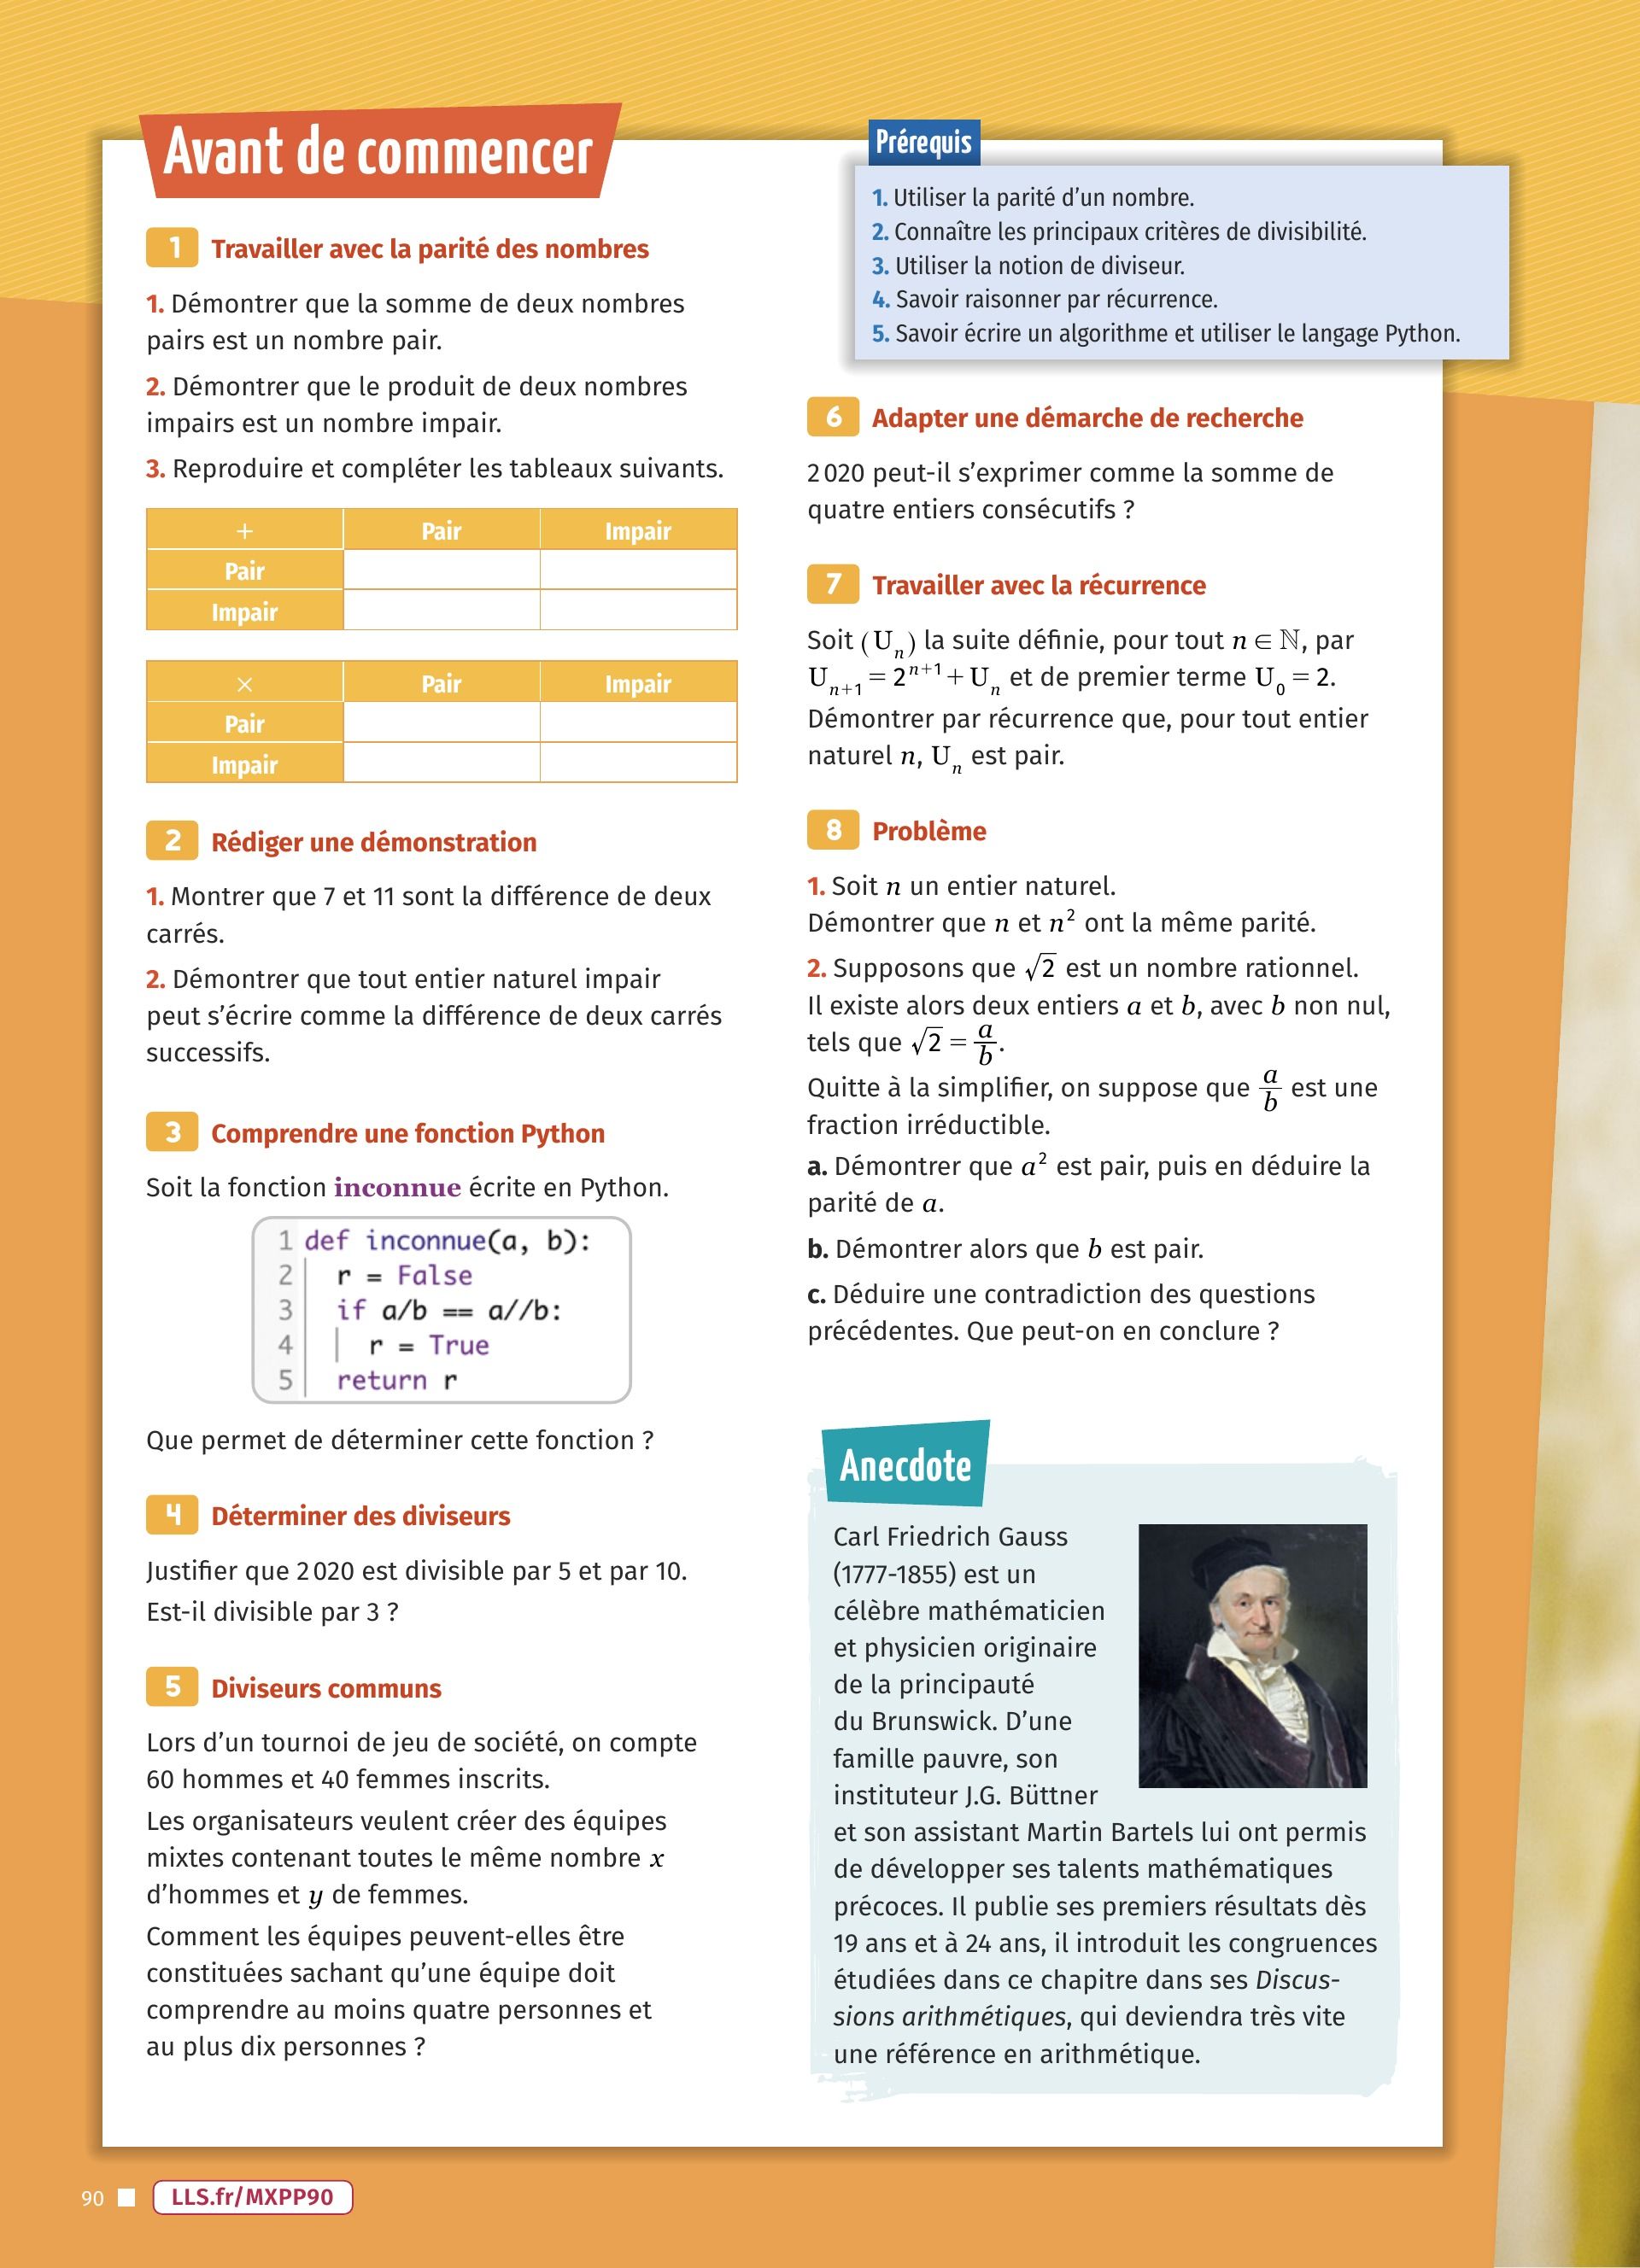 Avant de commencer
1 Travailler avec la parité des nombres
1. Démontrer que la somme de deux nombres
pairs est un nombre pair.
2. Démontrer que le produit de deux nombres
impairs est un nombre impair.
3. Reproduire et compléter les tableaux suivants.
+ Pair Impair
Pair
Impair
× Pair Impair
Pair
Impair
2 Rédiger une démonstration
1. Montrer que 7 et 11 sont la différence de deux
carrés.
2. Démontrer que tout entier naturel impair
peut s’écrire comme la différence de deux carrés
successifs.
3 Comprendre une fonction Python
Soit la fonction inconnue écrite en Python.
1 def inconnue(a, b):
2 r = False
3 if a/b == a//b:
4 r = True
5 return r
Que permet de déterminer cette fonction ?
4 Déterminer des diviseurs
Justifier que 2 020 est divisible par 5 et par 10.
Est-il divisible par 3 ?
5 Diviseurs communs
Lors d’un tournoi de jeu de société, on compte
60 hommes et 40 femmes inscrits.
Les organisateurs veulent créer des équipes
mixtes contenant toutes le même nombre x
d’hommes et y de femmes.
Comment les équipes peuvent-elles être
constituées sachant qu’une équipe doit
comprendre au moins quatre personnes et
au plus dix personnes ?
Prérequis
1. Utiliser la parité d’un nombre.
2. Connaître les principaux critères de divisibilité.
3. Utiliser la notion de diviseur.
4. Savoir raisonner par récurrence.
5. Savoir écrire un algorithme et utiliser le langage Python.
6 Adapter une démarche de recherche
2 020 peut-il s’exprimer comme la somme de
quatre entiers consécutifs ?
7 Travailler avec la récurrence
Soit (Uₙ) la suite définie, pour tout n ∈ ℕ, par
Uₙ₊₁ = 2ⁿ⁺¹ + Uₙ et de premier terme U₀ = 2.
Démontrer par récurrence que, pour tout entier
naturel n, Uₙ est pair.
8 Problème
1. Soit n un entier naturel.
Démontrer que n et n² ont la même parité.
2. Supposons que √2 est un nombre rationnel.
Il existe alors deux entiers a et b, avec b non nul,
tels que √2 = a/b.
Quitte à la simplifier, on suppose que a/b est une
fraction irréductible.
a. Démontrer que a² est pair, puis en déduire la
parité de a.
b. Démontrer alors que b est pair.
c. Déduire une contradiction des questions
précédentes. Que peut-on en conclure ?
Anecdote
Carl Friedrich Gauss
(1777-1855) est un
célèbre mathématicien
et physicien originaire
de la principauté
du Brunswick. D’une
famille pauvre, son
instituteur J.G. Büttner
et son assistant Martin Bartels lui ont permis
de développer ses talents mathématiques
précoces. Il publie ses premiers résultats dès
19 ans et à 24 ans, il introduit les congruences
étudiées dans ce chapitre dans ses Discus-
sions arithmétiques, qui deviendra très vite
une référence en arithmétique.
90
LLS.fr/MXPP90